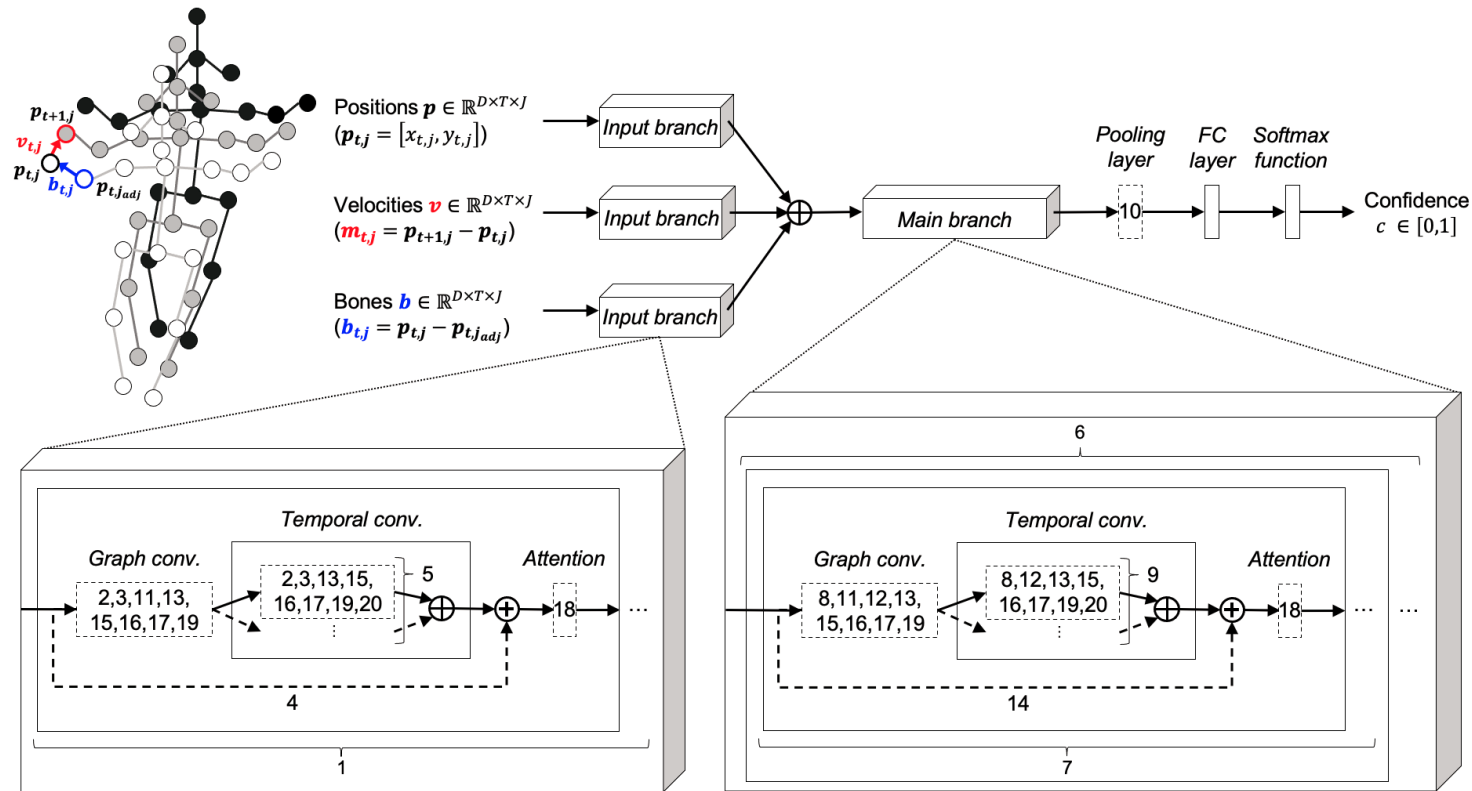 p_{t+1,j}
v_{t,j}
p_{t,j}
b_{t,j}
p_{t,j_{adj}}
Positions p ∈ ℝ^{D×T×J}
(p_{t,j} = [x_{t,j}, y_{t,j}])
Input branch
Velocities v ∈ ℝ^{D×T×J}
(m_{t,j} = p_{t+1,j} − p_{t,j})
Input branch
Bones b ∈ ℝ^{D×T×J}
(b_{t,j} = p_{t,j} − p_{t,j_{adj}})
Input branch
Main branch
Pooling
layer
10
FC
layer
Softmax
function
Confidence
c ∈ [0,1]
Temporal conv.
Graph conv.
Attention
2,3,11,13,
15,16,17,19
2,3,13,15,
16,17,19,20
⋮
5
18
...
4
1
6
Temporal conv.
Graph conv.
Attention
8,11,12,13,
15,16,17,19
8,12,13,15,
16,17,19,20
⋮
9
18
...
...
14
7